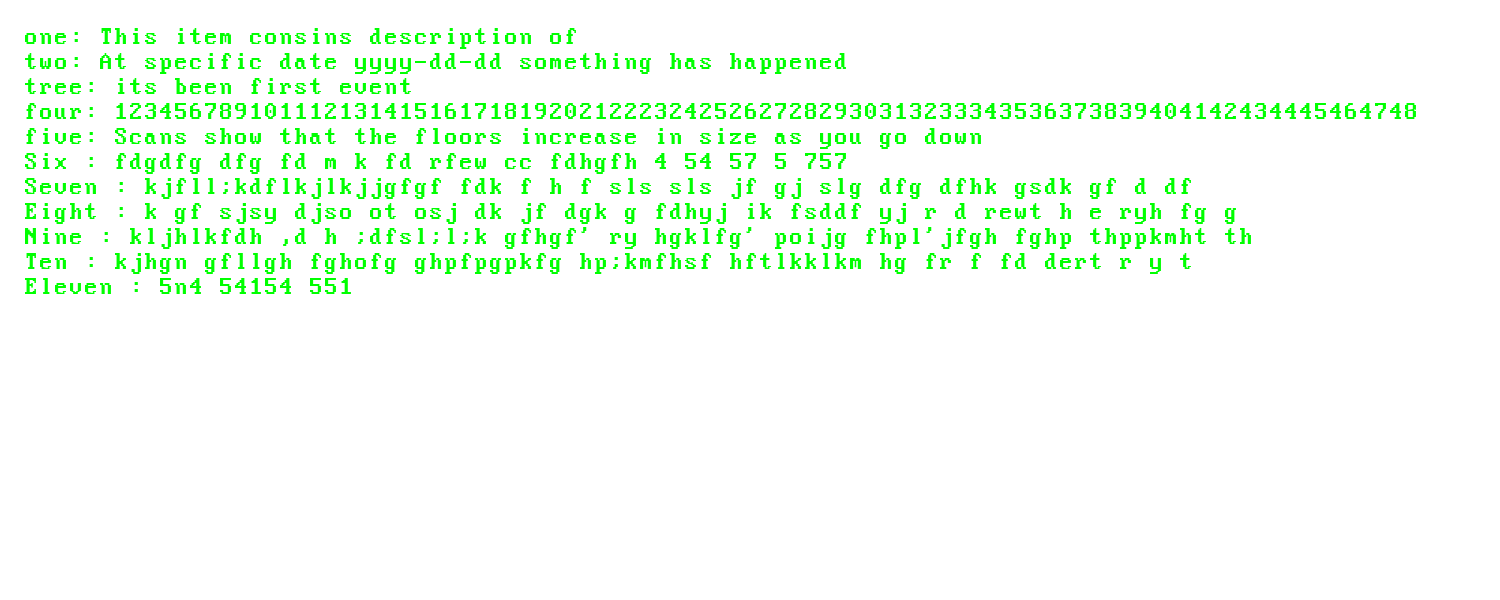 one: This item consins description of
two: At specific date yyyy-dd-dd something has happened
tree: its been first event
four: 123456789101112131415161718192021222324252627282930313233343536373839404142434445464748
five: Scans show that the floors increase in size as you go down
Six : fdgdfg dfg fd m k fd rfew cc fdhgfh 4 54 57 5 757
Seven : kjfll;kdflkjlkjjgfgf fdk f h f sls sls jf gj slg dfg dfhk gsdk gf d df
Eight : k gf sjsy djso ot osj dk jf dgk g fdhyj ik fsddf yj r d rewt h e ryh fg g
Nine : kljhlkfdh ,d h ;dfsl;l;k gfhgf' ry hgklfg' poijg fhpl'jfgh fghp thppkmht th
Ten : kjhgn gfllgh fghofg ghpfpgpkfg hp;kmfhsf hftlkklkm hg fr f fd dert r y t
Eleven : 5n4 54154 551